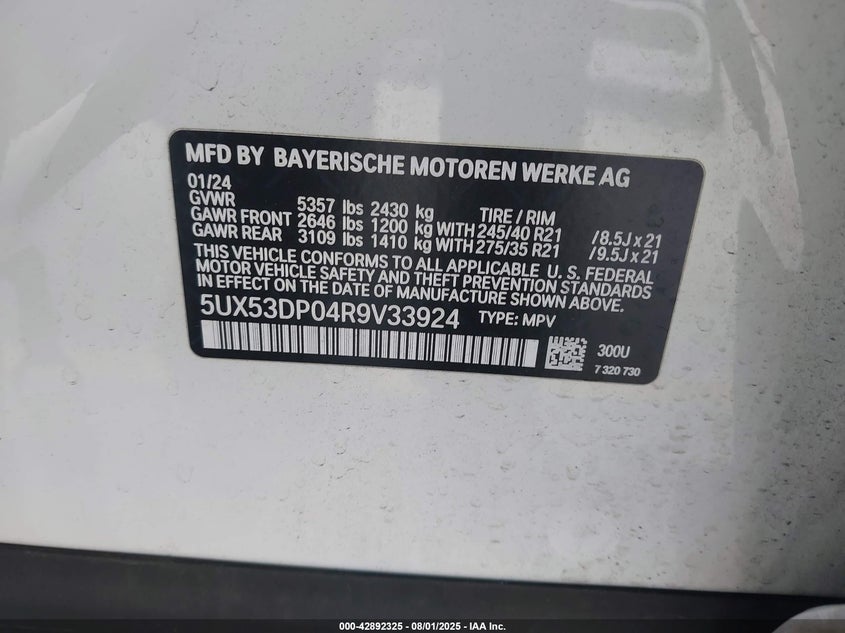 MFD BY BAYERISCHE MOTOREN WERKE AG
01/24
GVWR 5357 lbs 2430 kg TIRE / RIM
GAWR FRONT 2646 lbs 1200 kg WITH 245/40 R21 /8.5J x 21
GAWR REAR 3109 lbs 1410 kg WITH 275/35 R21 /9.5J x 21
THIS VEHICLE CONFORMS TO ALL APPLICABLE U. S. FEDERAL
MOTOR VEHICLE SAFETY AND THEFT PREVENTION STANDARDS
IN EFFECT ON THE DATE OF MANUFACTURE SHOWN ABOVE.
5UX53DP04R9V33924 TYPE: MPV
300U
7 320 730
000-42892325 - 08/01/2025 - IAA Inc.